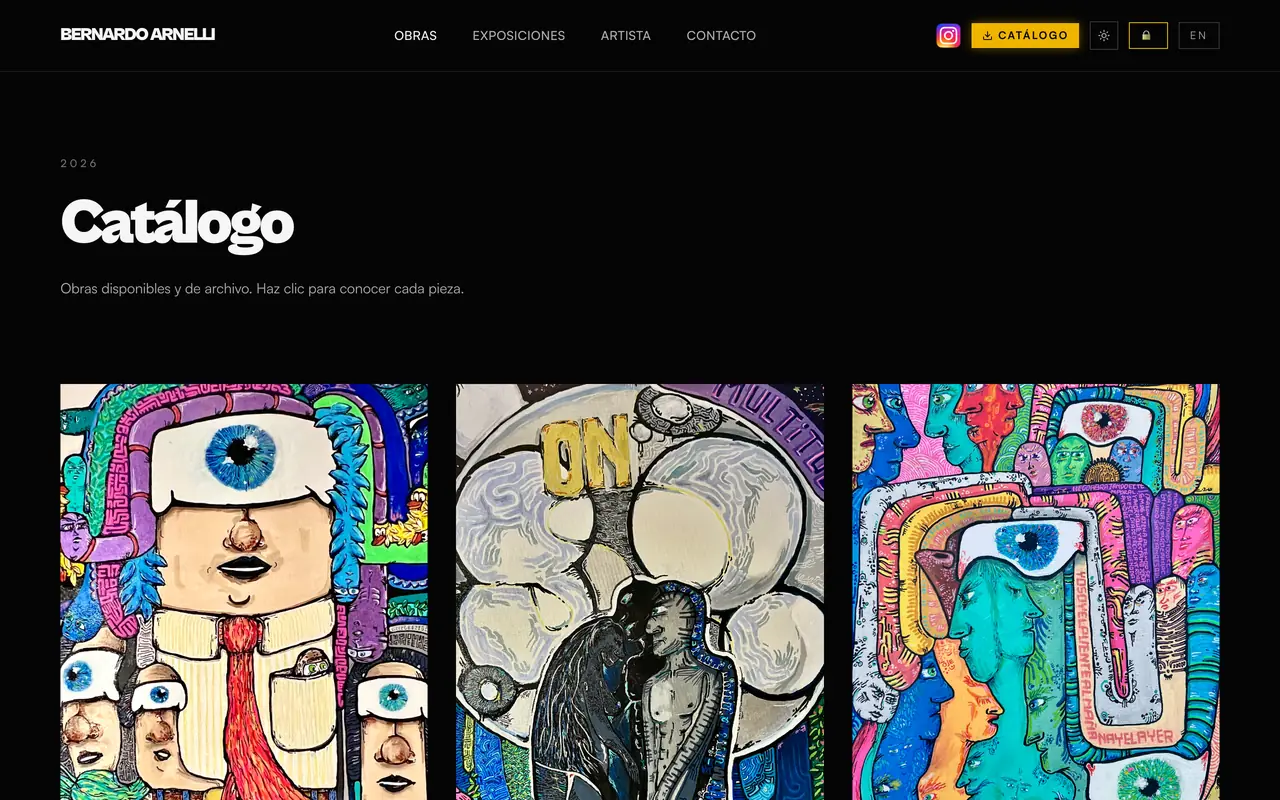 BERNARDO ARNELLI
OBRAS
EXPOSICIONES
ARTISTA
CONTACTO
CATÁLOGO
EN
2026
Catálogo
Obras disponibles y de archivo. Haz clic para conocer cada pieza.
ON
NAYELAYER